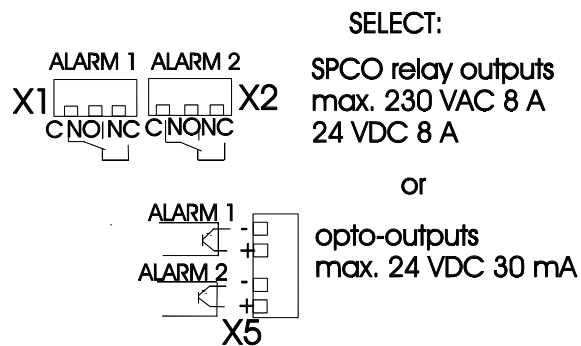 SELECT:
ALARM 1 ALARM 2
X1 X2
C NO NC C NO NC
SPCO relay outputs
max. 230 VAC 8 A
24 VDC 8 A
or
ALARM 1
- 
+
ALARM 2
-
+
X5
opto-outputs
max. 24 VDC 30 mA